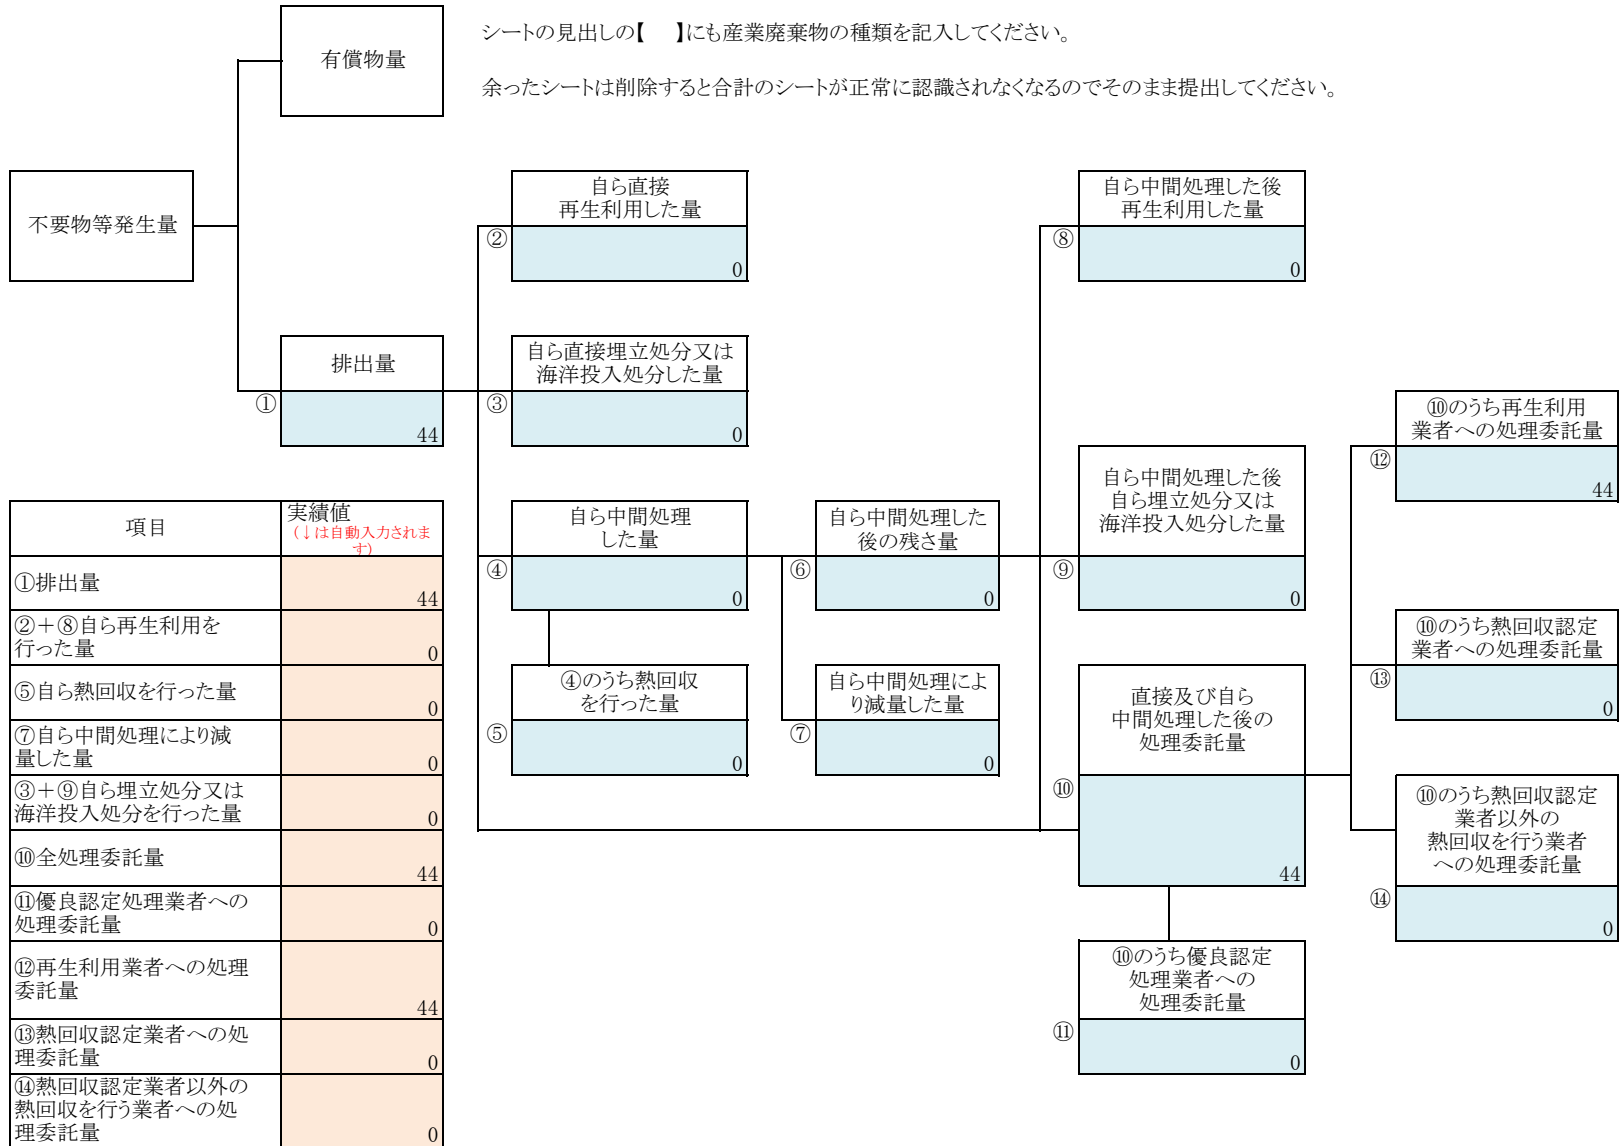 シートの見出しの【　】にも産業廃棄物の種類を記入してください。
有償物量
余ったシートは削除すると合計のシートが正常に認識されなくなるのでそのまま提出してください。
不要物等発生量
自ら直接
再生利用した量
②
0
自ら中間処理した後
再生利用した量
⑧
0
排出量
①
44
自ら直接埋立処分又は
海洋投入処分した量
③
0
⑩のうち再生利用
業者への処理委託量
⑫
44
自ら中間処理
した量
④
0
自ら中間処理した
後の残さ量
⑥
0
自ら中間処理した後
自ら埋立処分又は
海洋投入処分した量
⑨
0
⑩のうち熱回収認定
業者への処理委託量
⑬
0
④のうち熱回収
を行った量
⑤
0
自ら中間処理によ
り減量した量
⑦
0
直接及び自ら
中間処理した後の
処理委託量
⑩
44
⑩のうち熱回収認定
業者以外の
熱回収を行う業者
への処理委託量
⑭
0
⑩のうち優良認定
処理業者への
処理委託量
⑪
0
項目
実績値
(↓は自動入力されま
す)
①排出量
44
②＋⑧自ら再生利用を
行った量
0
⑤自ら熱回収を行った量
0
⑦自ら中間処理により減
量した量
0
③＋⑨自ら埋立処分又は
海洋投入処分を行った量
0
⑩全処理委託量
44
⑪優良認定処理業者への
処理委託量
0
⑫再生利用業者への処理
委託量
44
⑬熱回収認定業者への処
理委託量
0
⑭熱回収認定業者以外の
熱回収を行う業者への処
理委託量
0